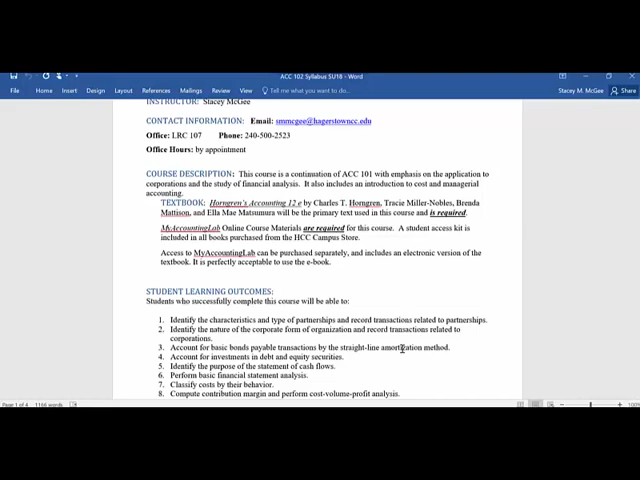 ACC 102 Syllabus SU18 - Word
File Home Insert Design Layout References Mailings Review View Tell me what you want to do... Stacey M. McGee Share
INSTRUCTOR: Stacey McGee
CONTACT INFORMATION: Email: smmcgee@hagerstowncc.edu
Office: LRC 107 Phone: 240-500-2523
Office Hours: by appointment
COURSE DESCRIPTION: This course is a continuation of ACC 101 with emphasis on the application to
corporations and the study of financial analysis. It also includes an introduction to cost and managerial
accounting.
TEXTBOOK: Horngren's Accounting 12 e by Charles T. Horngren, Tracie Miller-Nobles, Brenda
Mattison, and Ella Mae Matsumura will be the primary text used in this course and is required.
MyAccountingLab Online Course Materials are required for this course. A student access kit is
included in all books purchased from the HCC Campus Store.
Access to MyAccountingLab can be purchased separately, and includes an electronic version of the
textbook. It is perfectly acceptable to use the e-book.
STUDENT LEARNING OUTCOMES:
Students who successfully complete this course will be able to:
1. Identify the characteristics and type of partnerships and record transactions related to partnerships.
2. Identify the nature of the corporate form of organization and record transactions related to
corporations.
3. Account for basic bonds payable transactions by the straight-line amortization method.
4. Account for investments in debt and equity securities.
5. Identify the purpose of the statement of cash flows.
6. Perform basic financial statement analysis.
7. Classify costs by their behavior.
8. Compute contribution margin and perform cost-volume-profit analysis.
Page 1 of 4 1166 words 100%